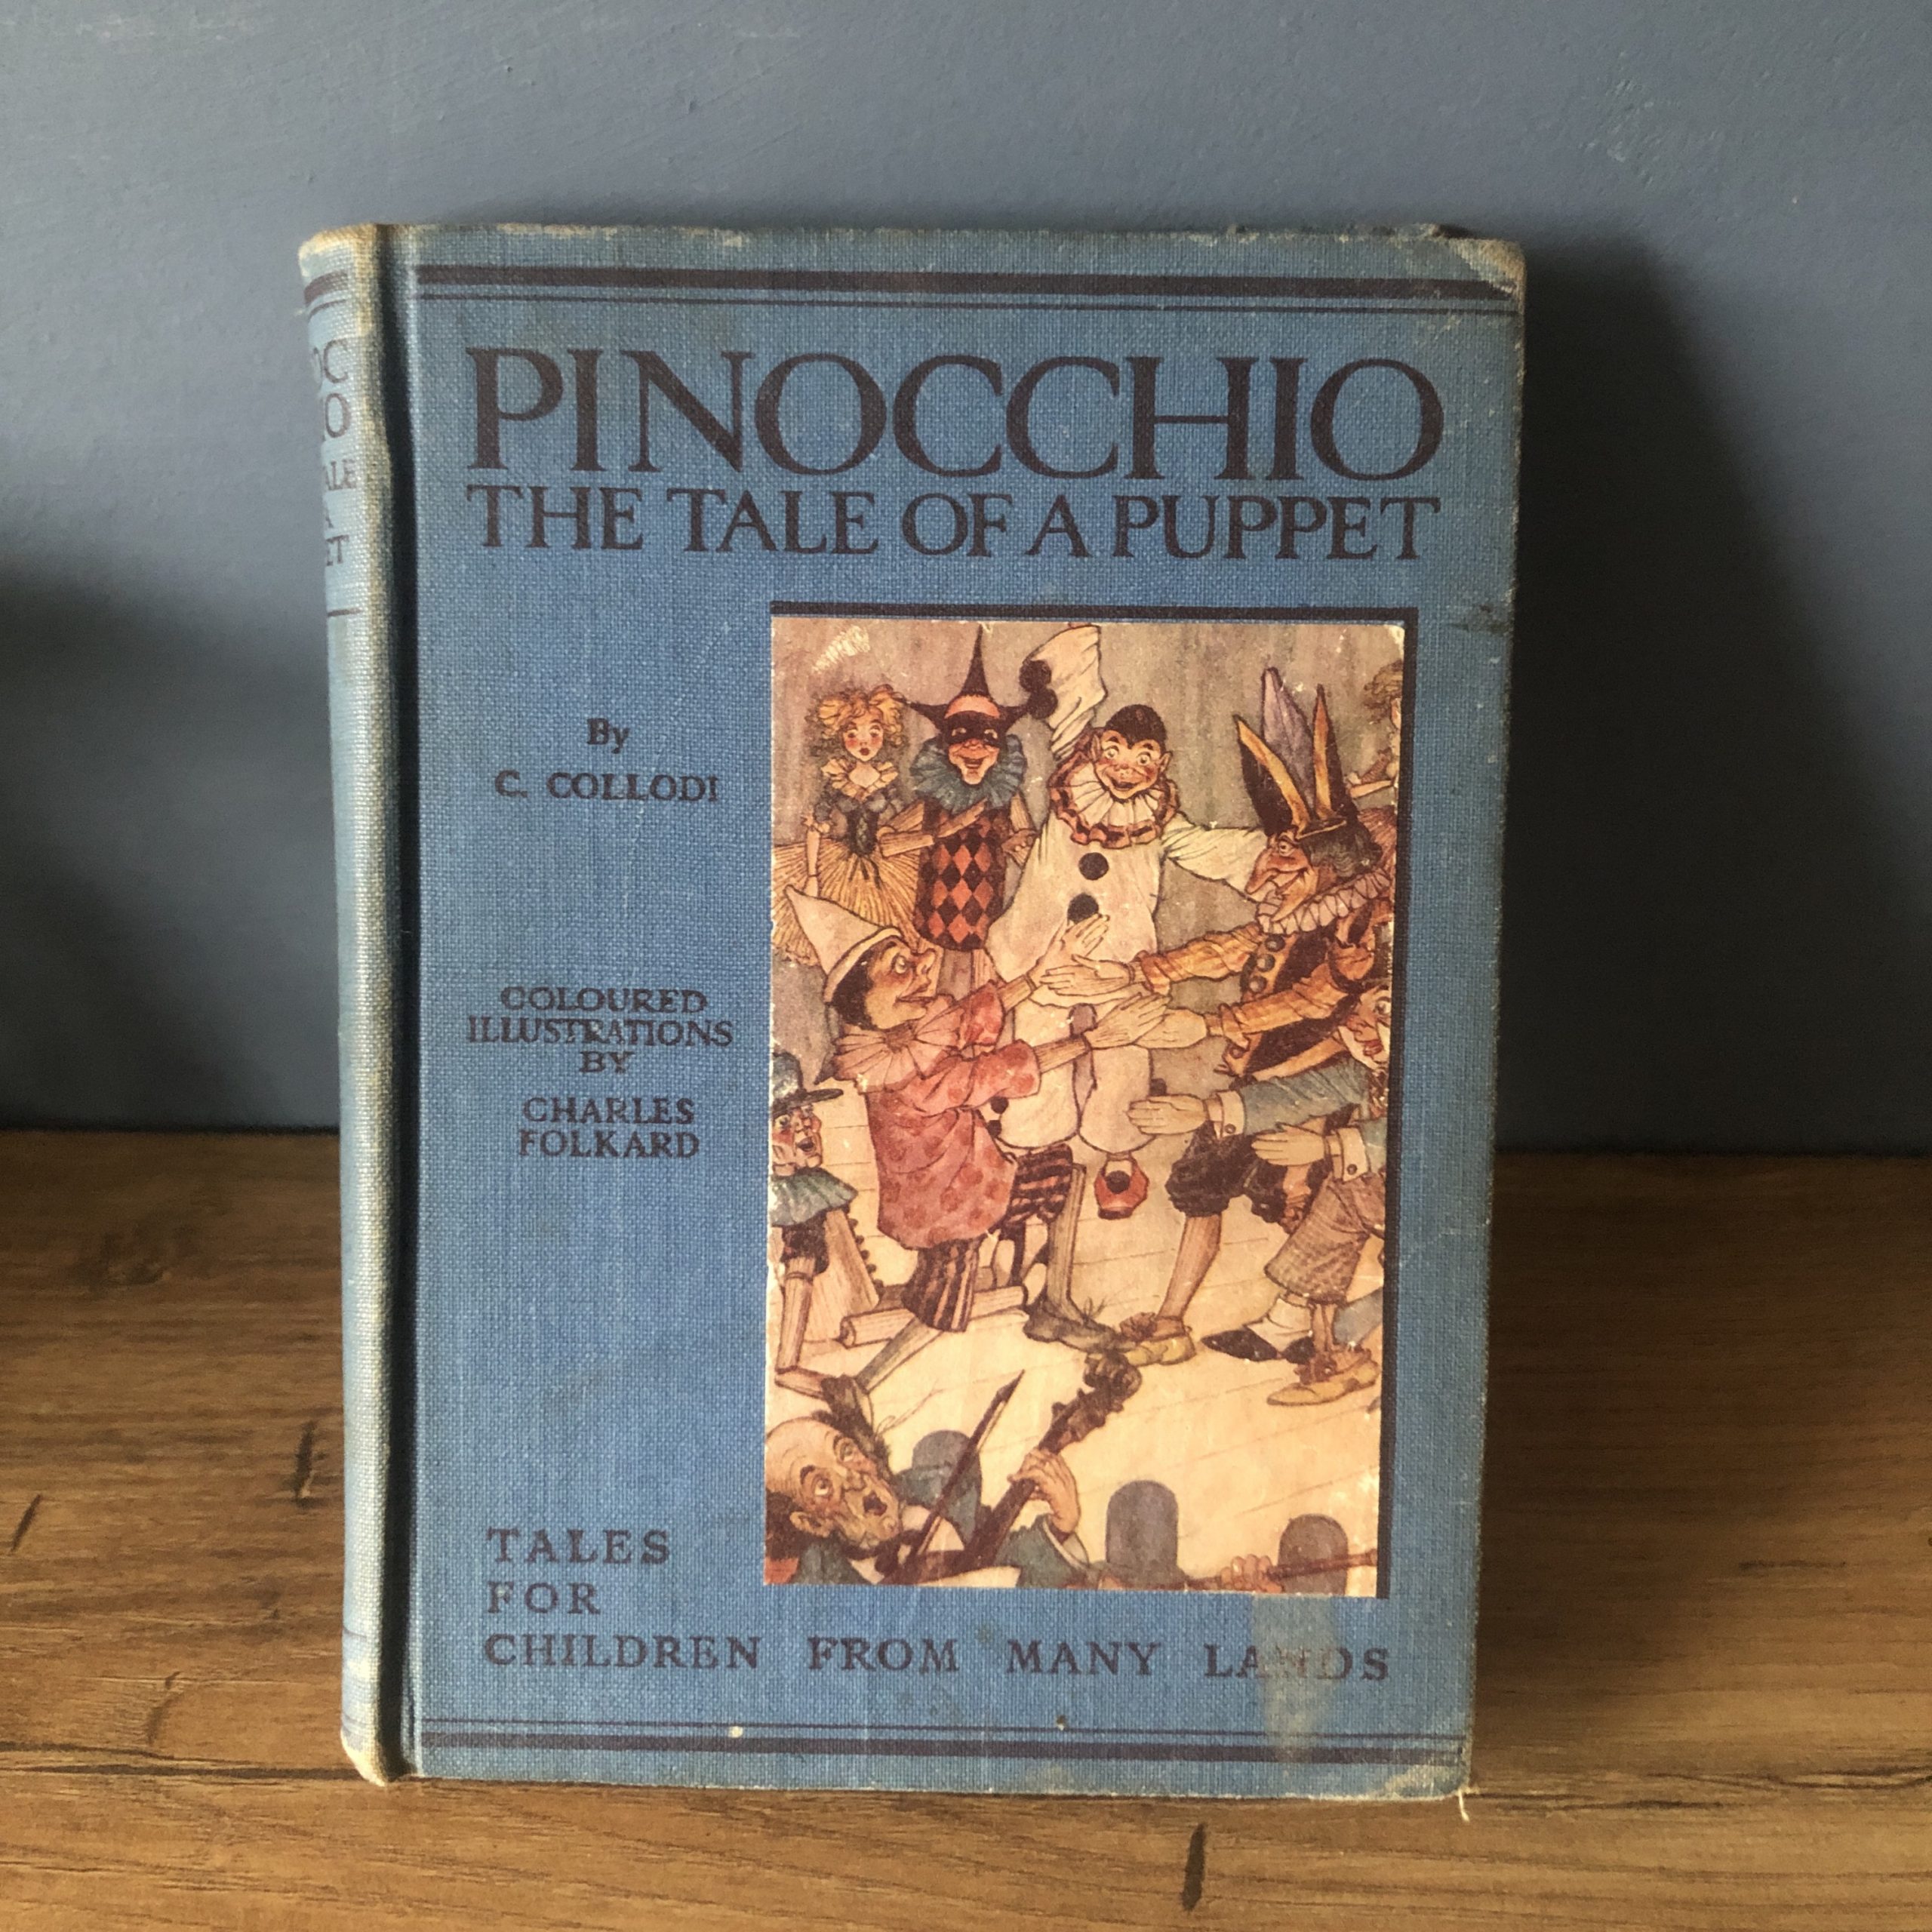 PINOCCHIO
THE TALE OF A PUPPET
By
C. COLLODI
COLOURED
ILLUSTRATIONS
BY
CHARLES
FOLKARD
TALES
FOR
CHILDREN FROM MANY LANDS